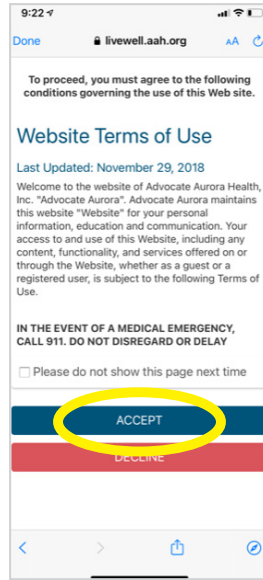 9:22
Done livewell.aah.org AA
To proceed, you must agree to the following
conditions governing the use of this Web site.
Website Terms of Use
Last Updated: November 29, 2018
Welcome to the website of Advocate Aurora Health,
Inc. "Advocate Aurora". Advocate Aurora maintains
this website "Website" for your personal
information, education and communication. Your
access to and use of this Website, including any
content, functionality, and services offered on or
through the Website, whether as a guest or a
registered user, is subject to the following Terms of
Use.
IN THE EVENT OF A MEDICAL EMERGENCY,
CALL 911. DO NOT DISREGARD OR DELAY
Please do not show this page next time
ACCEPT
DECLINE